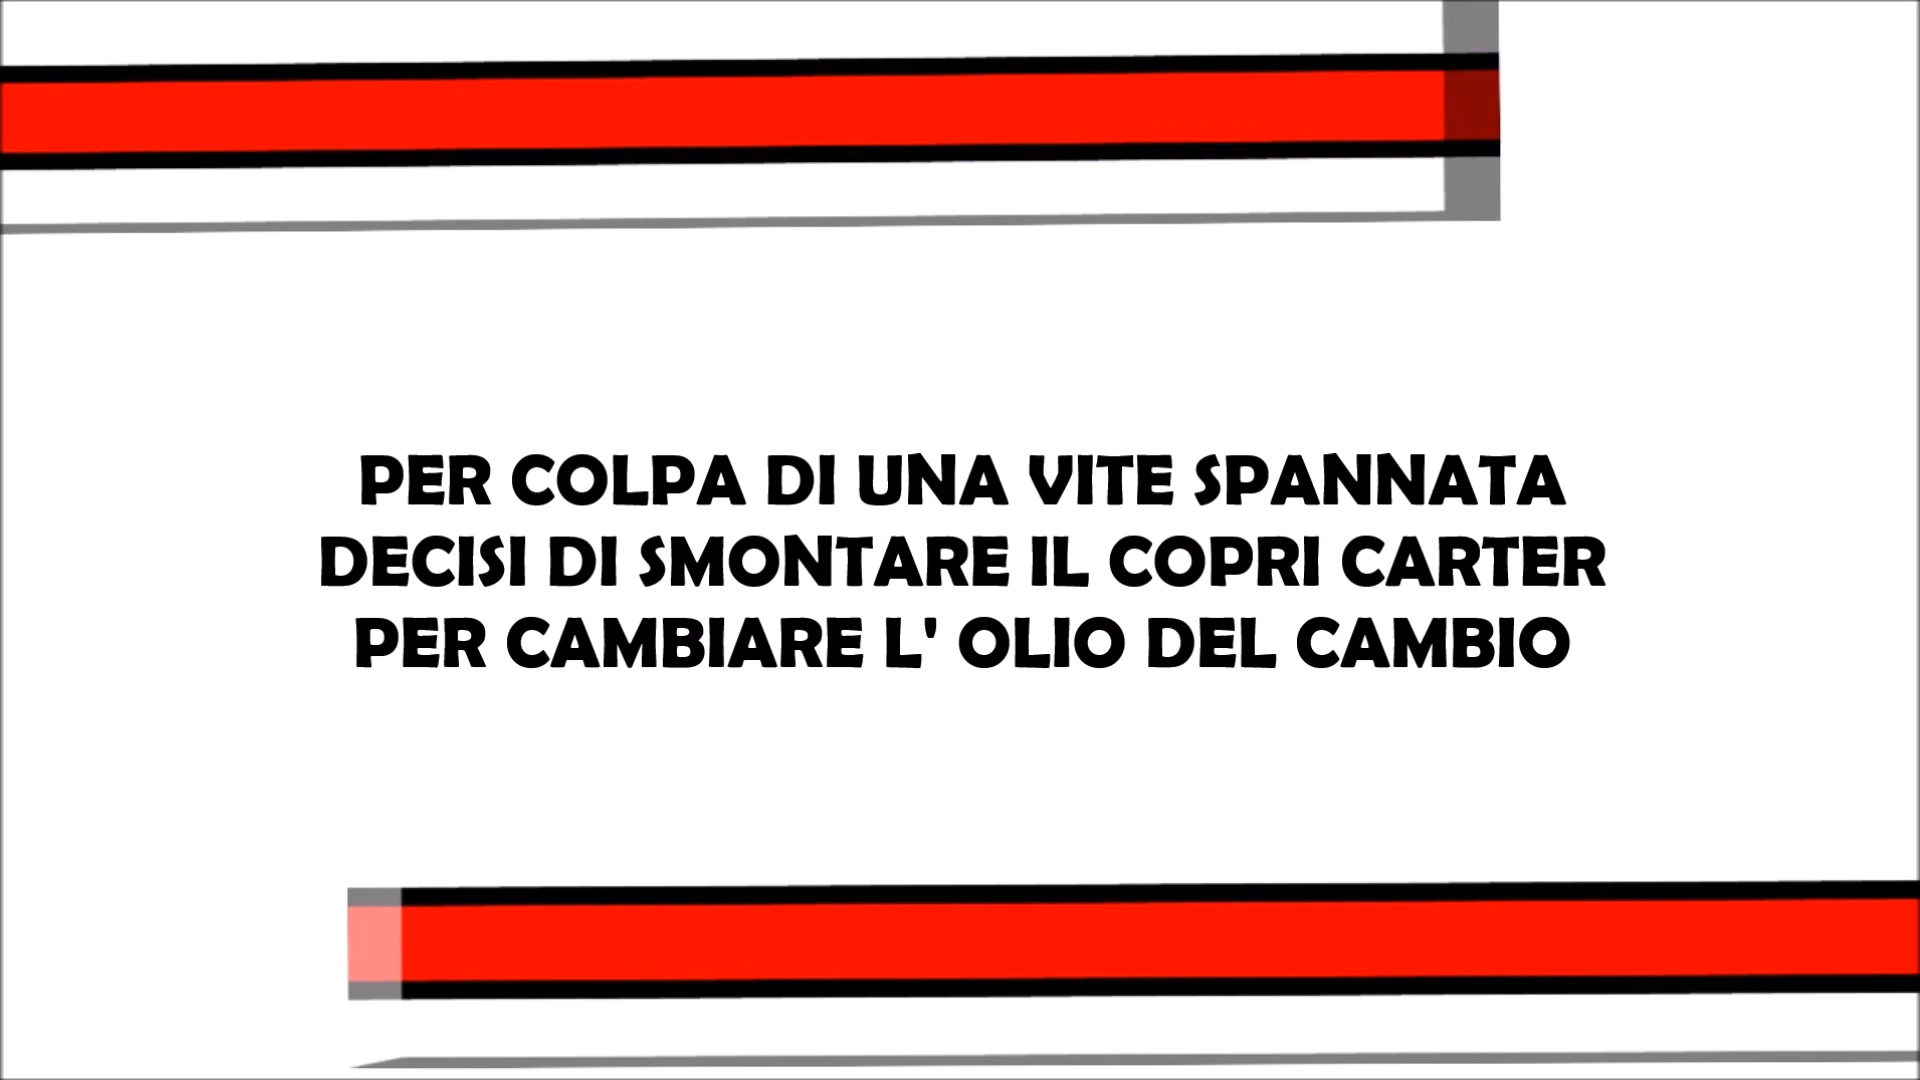 PER COLPA DI UNA VITE SPANNATA
DECISI DI SMONTARE IL COPRI CARTER
PER CAMBIARE L' OLIO DEL CAMBIO